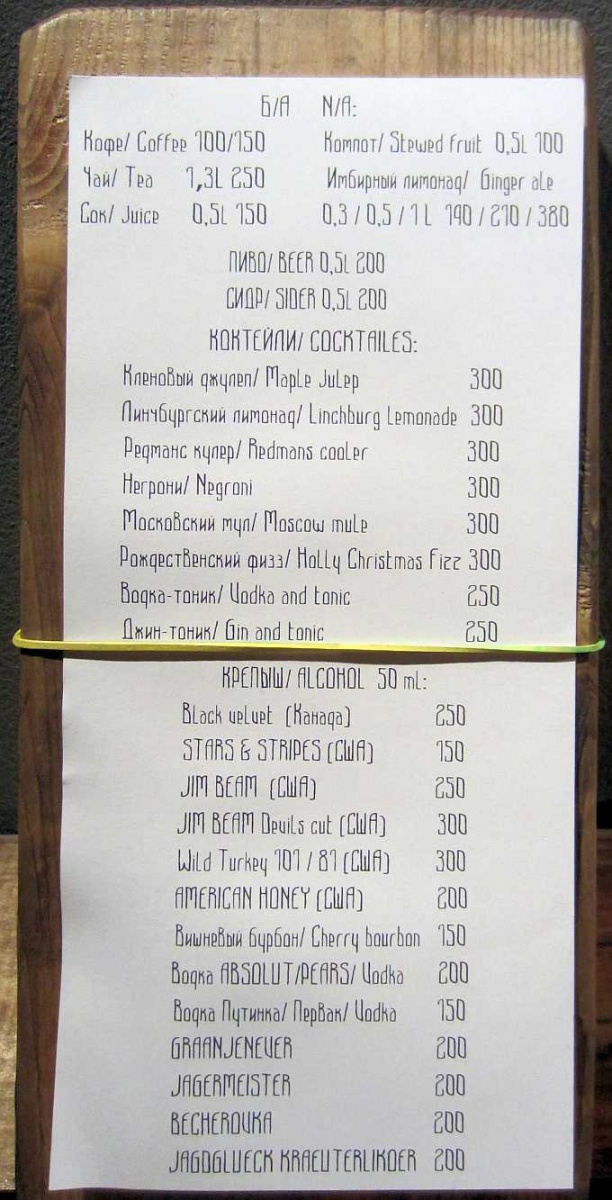 Б/А N/A:
Кофе/ Coffee 100/150 Компот/ Stewed fruit 0,5L 100
Чай/ Tea 1,3L 250 Имбирный лимонад/ Ginger ale
Сок/ Juice 0,5L 150 0,3 / 0,5 / 1 L 140 / 210 / 380
ПИВО/ BEER 0,5L 200
СИДР/ SIDER 0,5L 200
КОКТЕЙЛИ/ COCKTAILES:
Кленовый джулеп/ Maple Julep 300
Линчбургский лимонад/ Linchburg Lemonade 300
Редманс кулер/ Redmans cooler 300
Негрони/ Negroni 300
Московский мул/ Moscow mule 300
Рождественский физз/ Holly Christmas Fizz 300
Водка-тоник/ Vodka and tonic 250
Джин-тоник/ Gin and tonic 250
КРЕПЫШ/ ALCOHOL 50 mL:
Black velvet (Канада) 250
STARS & STRIPES (США) 150
JIM BEAM (США) 250
JIM BEAM Devils cut (США) 300
Wild Turkey 101 / 81 (США) 300
AMERICAN HONEY (США) 200
Вишневый бурбон/ Cherry bourbon 150
Водка ABSOLUT/PEARS/ Vodka 200
Водка Путинка/ Первак/ Vodka 150
GRAANJENEVER 200
JAGERMEISTER 200
BECHEROVKA 200
JAGDGLUECK KRAEUTERLIKOER 200